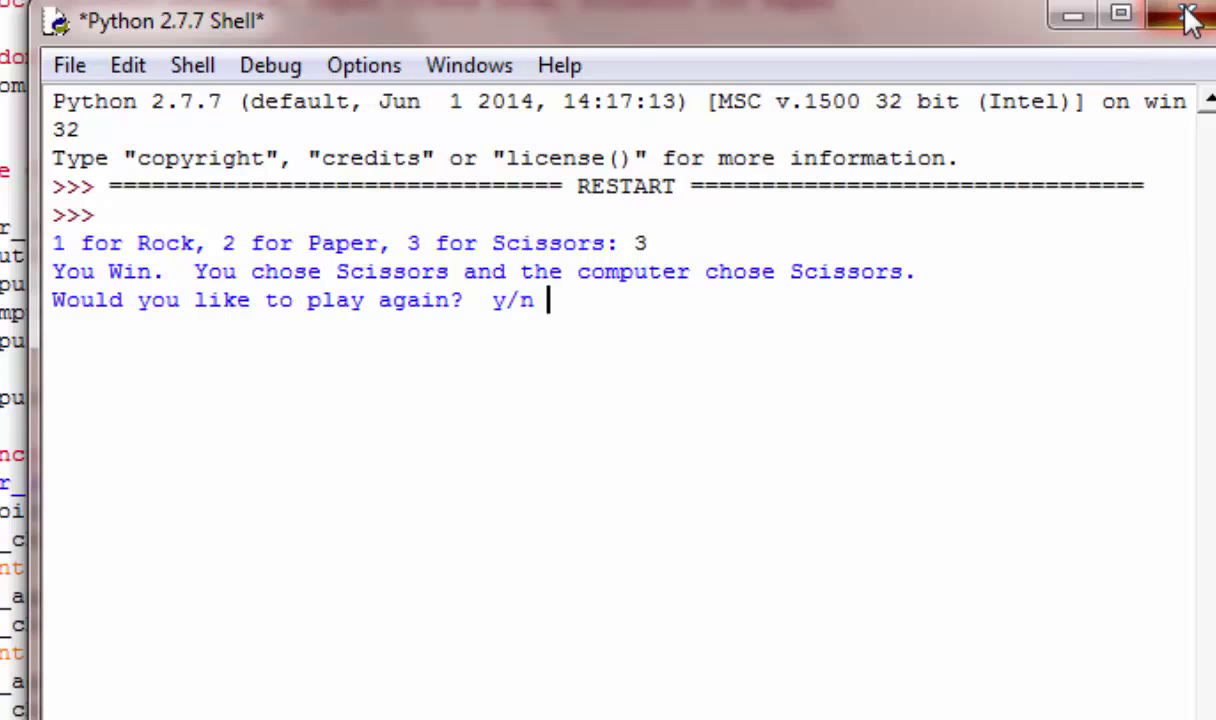 *Python 2.7.7 Shell*
File Edit Shell Debug Options Windows Help
Python 2.7.7 (default, Jun  1 2014, 14:17:13) [MSC v.1500 32 bit (Intel)] on win
32
Type "copyright", "credits" or "license()" for more information.
>>> ================================ RESTART ================================
>>>
1 for Rock, 2 for Paper, 3 for Scissors: 3
You Win.  You chose Scissors and the computer chose Scissors.
Would you like to play again?  y/n